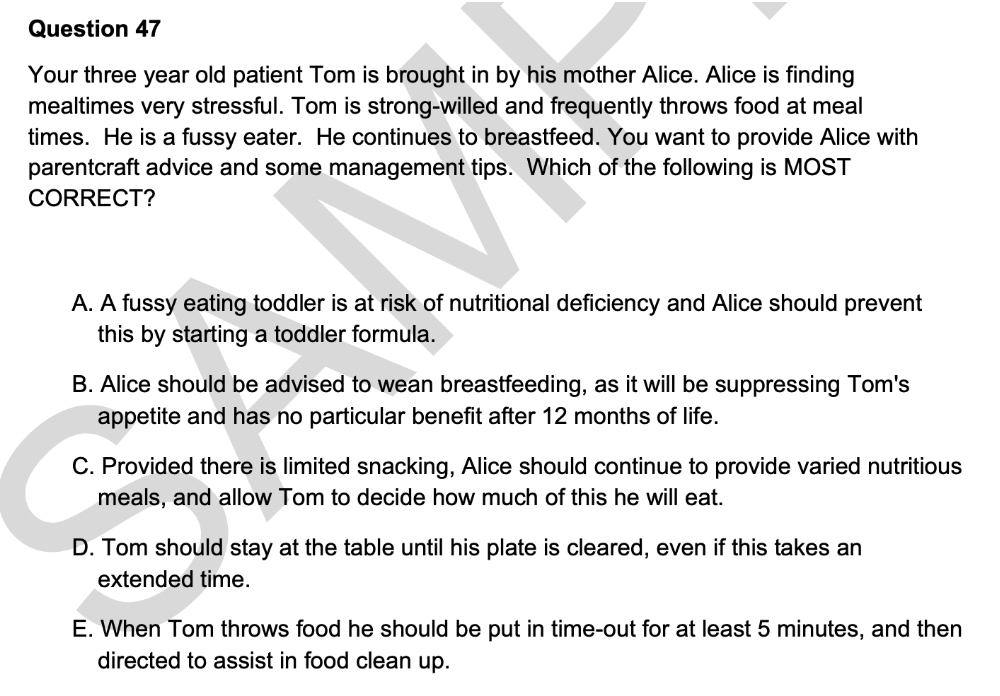 Question 47
Your three year old patient Tom is brought in by his mother Alice. Alice is finding
mealtimes very stressful. Tom is strong-willed and frequently throws food at meal
times. He is a fussy eater. He continues to breastfeed. You want to provide Alice with
parentcraft advice and some management tips. Which of the following is MOST
CORRECT?
A. A fussy eating toddler is at risk of nutritional deficiency and Alice should prevent
this by starting a toddler formula.
B. Alice should be advised to wean breastfeeding, as it will be suppressing Tom's
appetite and has no particular benefit after 12 months of life.
C. Provided there is limited snacking, Alice should continue to provide varied nutritious
meals, and allow Tom to decide how much of this he will eat.
D. Tom should stay at the table until his plate is cleared, even if this takes an
extended time.
E. When Tom throws food he should be put in time-out for at least 5 minutes, and then
directed to assist in food clean up.